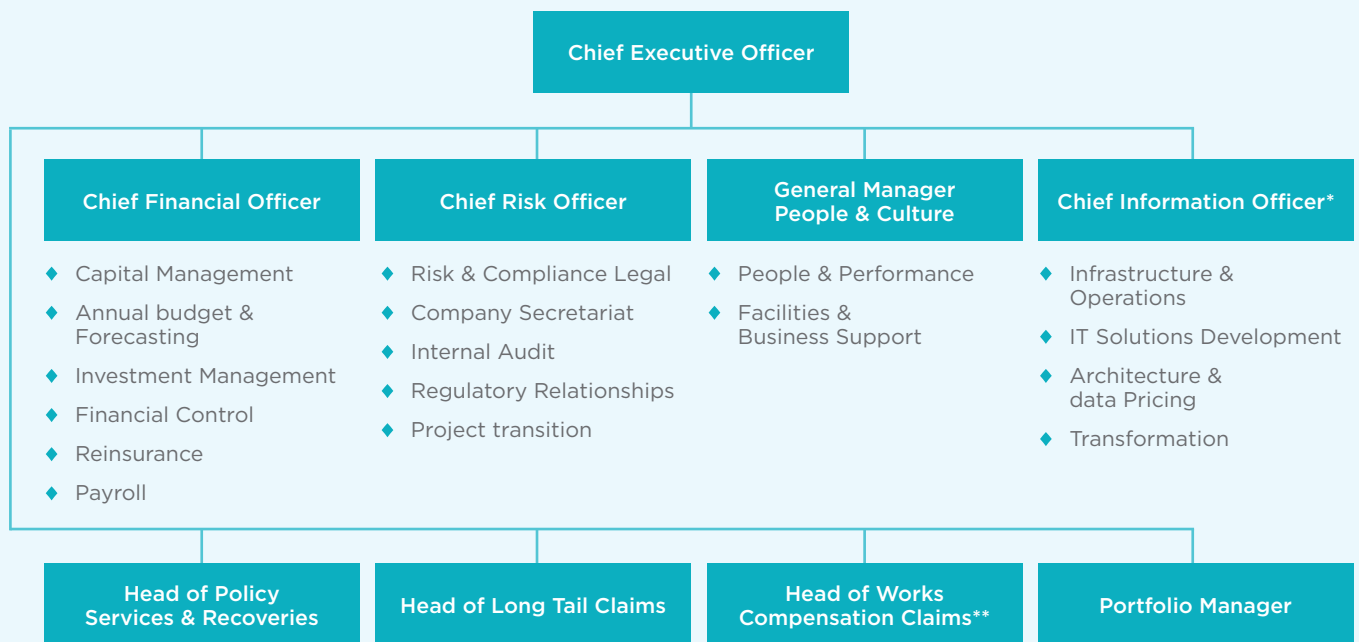 Chief Executive Officer
Chief Financial Officer
Capital Management
Annual budget &
Forecasting
Investment Management
Financial Control
Reinsurance
Payroll
Chief Risk Officer
Risk & Compliance Legal
Company Secretariat
Internal Audit
Regulatory Relationships
Project transition
General Manager
People & Culture
People & Performance
Facilities &
Business Support
Chief Information Officer*
Infrastructure &
Operations
IT Solutions Development
Architecture &
data Pricing
Transformation
Head of Policy
Services & Recoveries
Head of Long Tail Claims
Head of Works
Compensation Claims**
Portfolio Manager